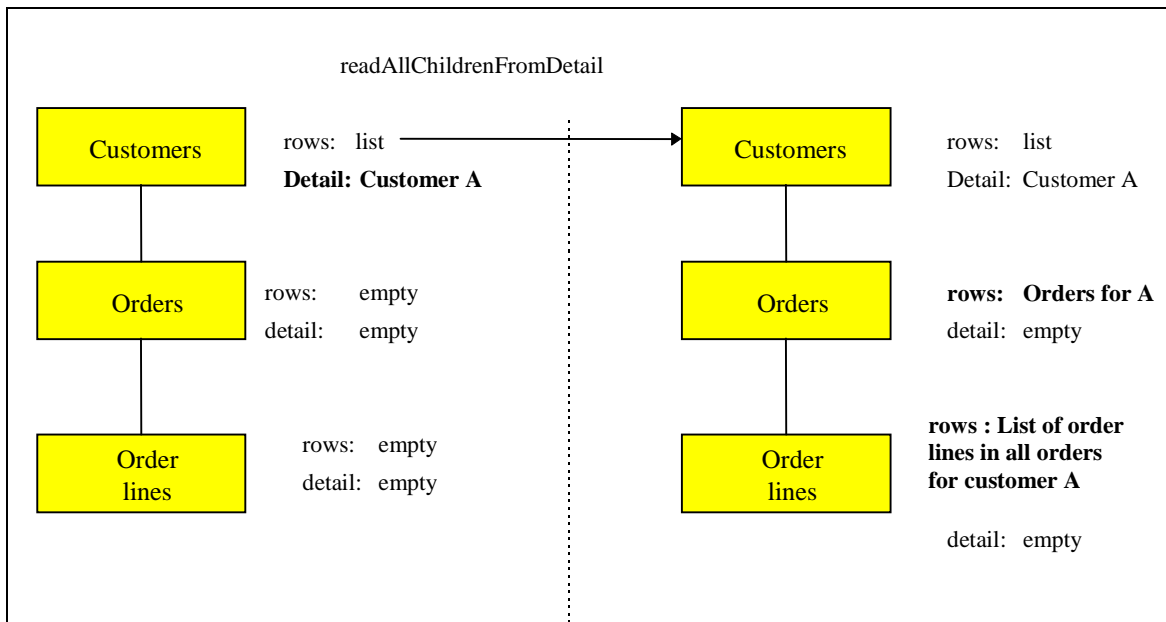 readAllChildrenFromDetail
Customers
rows: list
Detail: Customer A
Orders
rows: empty
detail: empty
Order
lines
rows: empty
detail: empty
Customers
rows: list
Detail: Customer A
Orders
rows: Orders for A
detail: empty
Order
lines
rows : List of order
lines in all orders
for customer A
detail: empty